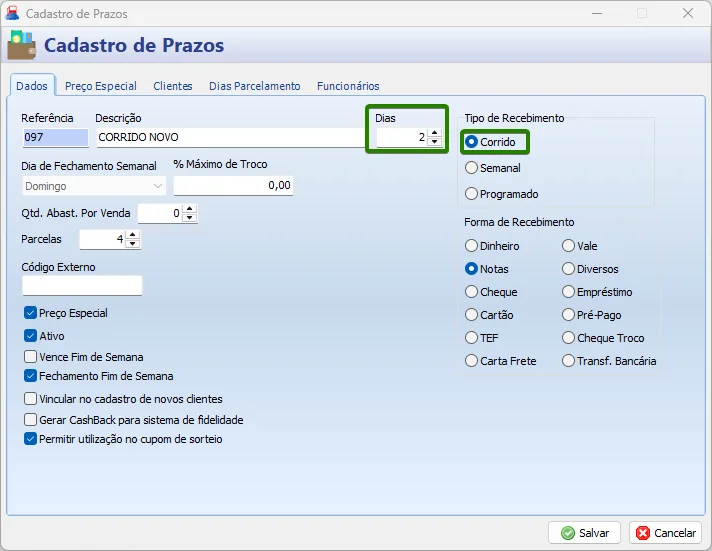 Cadastro de Prazos
Cadastro de Prazos
Dados Preço Especial Clientes Dias Parcelamento Funcionários
Referência Descrição Dias Tipo de Recebimento
097 CORRIDO NOVO 2 Corrido
Dia de Fechamento Semanal % Máximo de Troco Semanal
Domingo 0,00 Programado
Qtd. Abast. Por Venda 0 Forma de Recebimento
Parcelas 4 Dinheiro Vale
Código Externo Notas Diversos
Cheque Empréstimo
Preço Especial Cartão Pré-Pago
Ativo TEF Cheque Troco
Vence Fim de Semana Carta Frete Transf. Bancária
Fechamento Fim de Semana
Vincular no cadastro de novos clientes
Gerar CashBack para sistema de fidelidade
Permitir utilização no cupom de sorteio
Salvar Cancelar